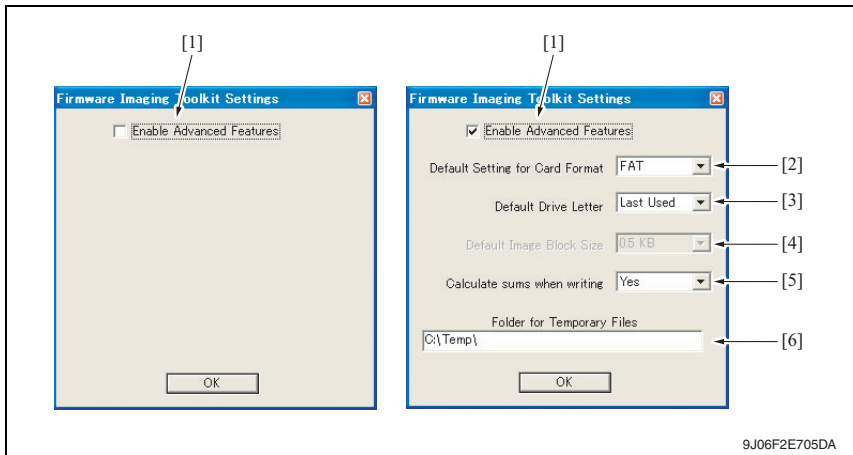 [1]
[1]
Firmware Imaging Toolkit Settings
Enable Advanced Features
OK
Firmware Imaging Toolkit Settings
Enable Advanced Features
Default Setting for Card Format FAT [2]
Default Drive Letter Last Used [3]
Default Image Block Size 0.5 KB [4]
Calculate sums when writing Yes [5]
Folder for Temporary Files
C:\Temp\ [6]
OK
9J06F2E705DA